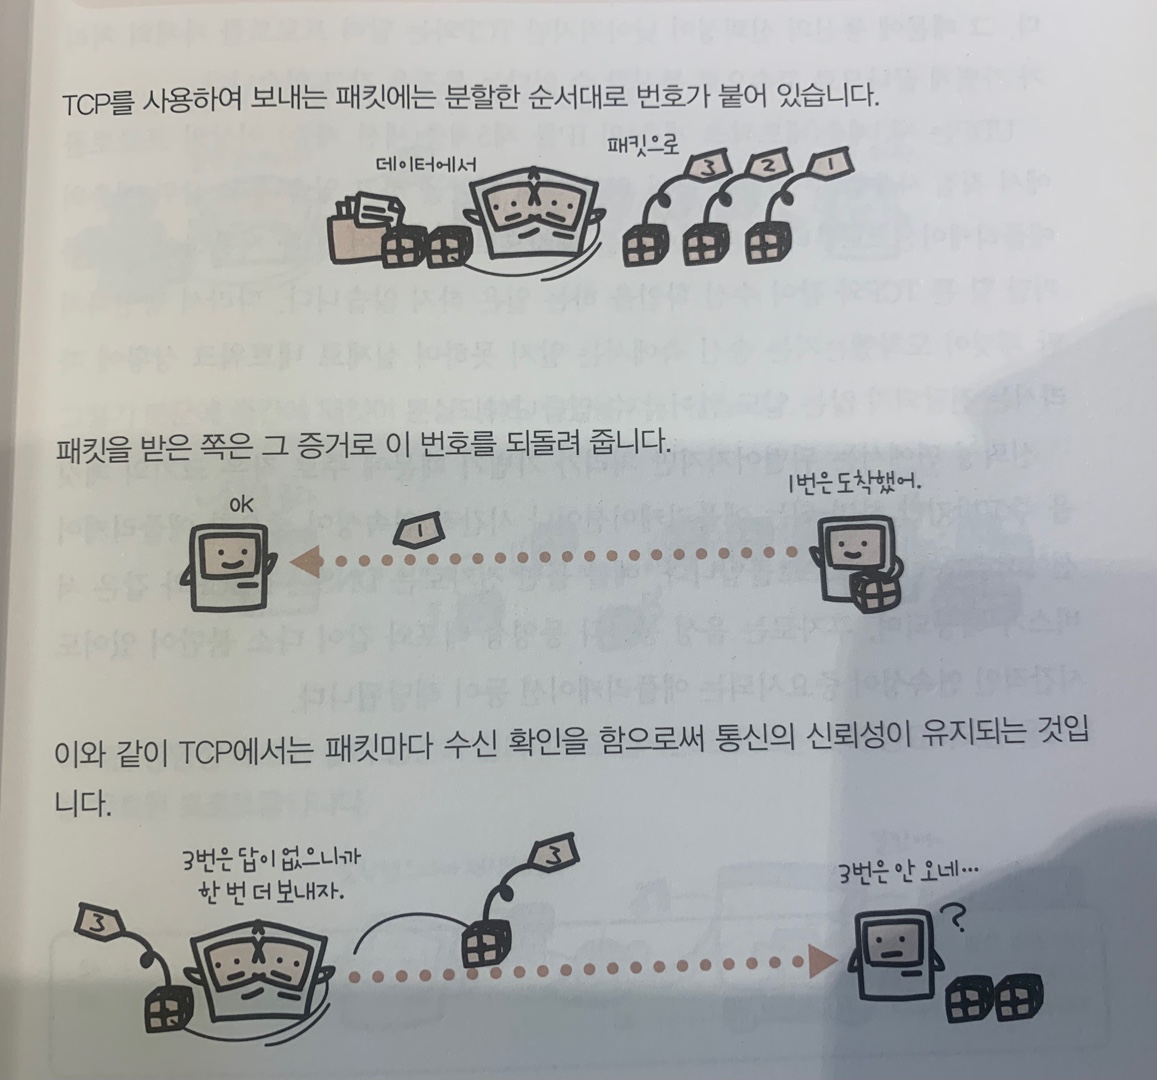 TCP를 사용하여 보내는 패킷에는 분할한 순서대로 번호가 붙어 있습니다.
데이터에서
패킷으로
3
2
1
패킷을 받은 쪽은 그 증거로 이 번호를 되돌려 줍니다.
OK
1
1번은 도착했어.
이와 같이 TCP에서는 패킷마다 수신 확인을 함으로써 통신의 신뢰성이 유지되는 것입
니다.
3번은 답이 없으니까
한 번 더 보내자.
3
3
3번은 안 오네…
?